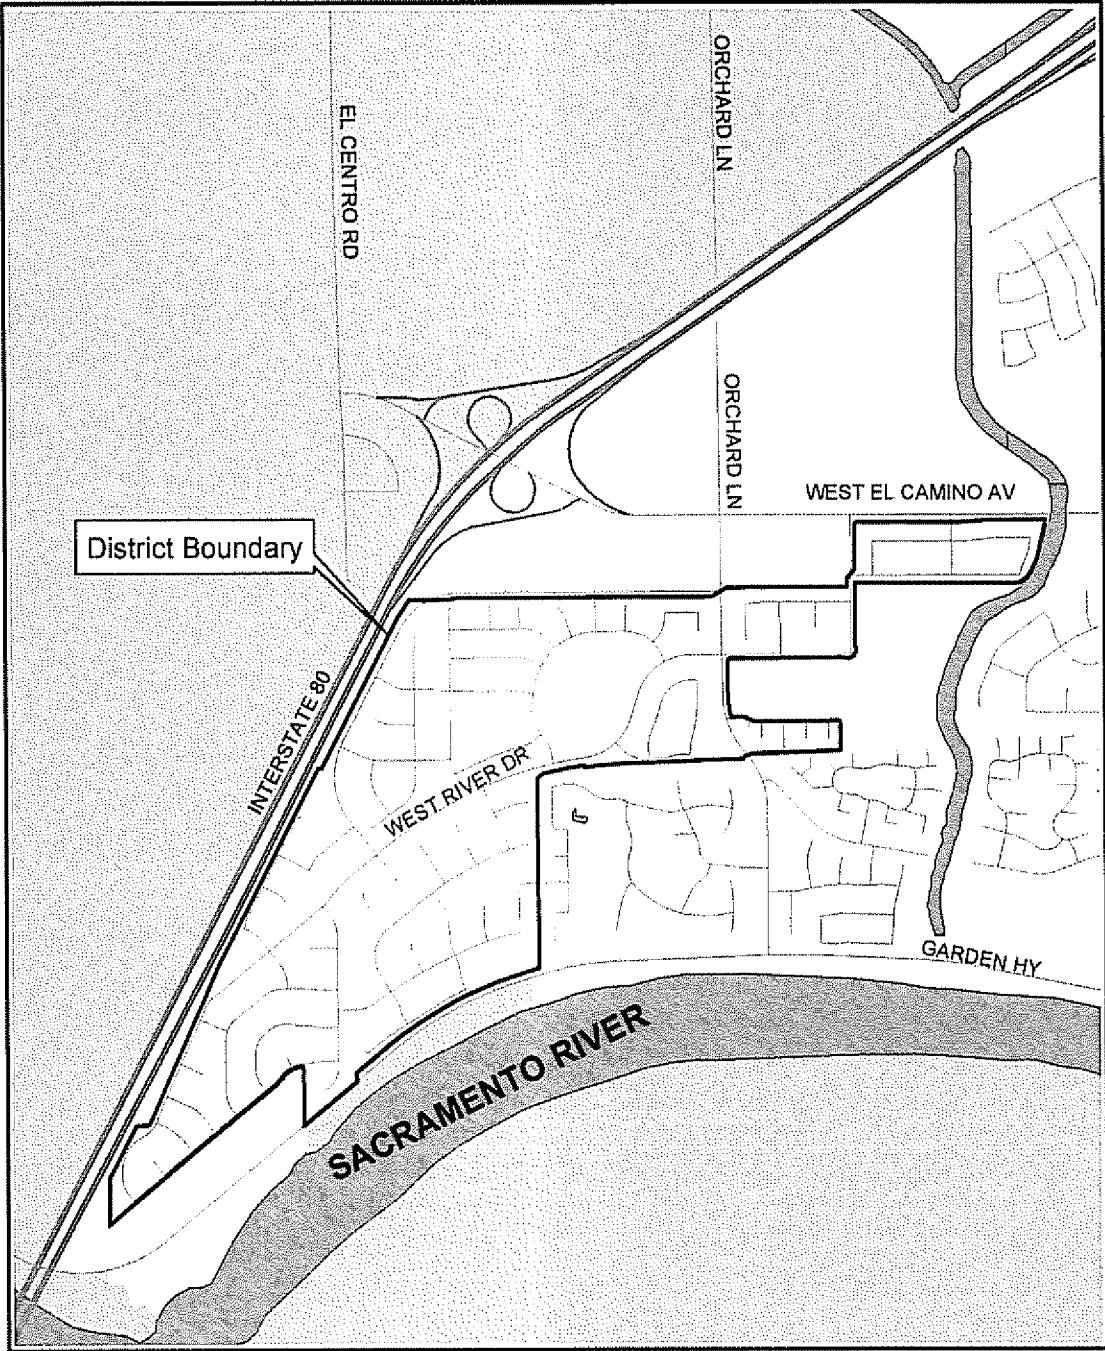 ORCHARD LN
EL CENTRO RD
ORCHARD LN
WEST EL CAMINO AV
District Boundary
INTERSTATE 80
WEST RIVER DR
GARDEN HY
SACRAMENTO RIVER